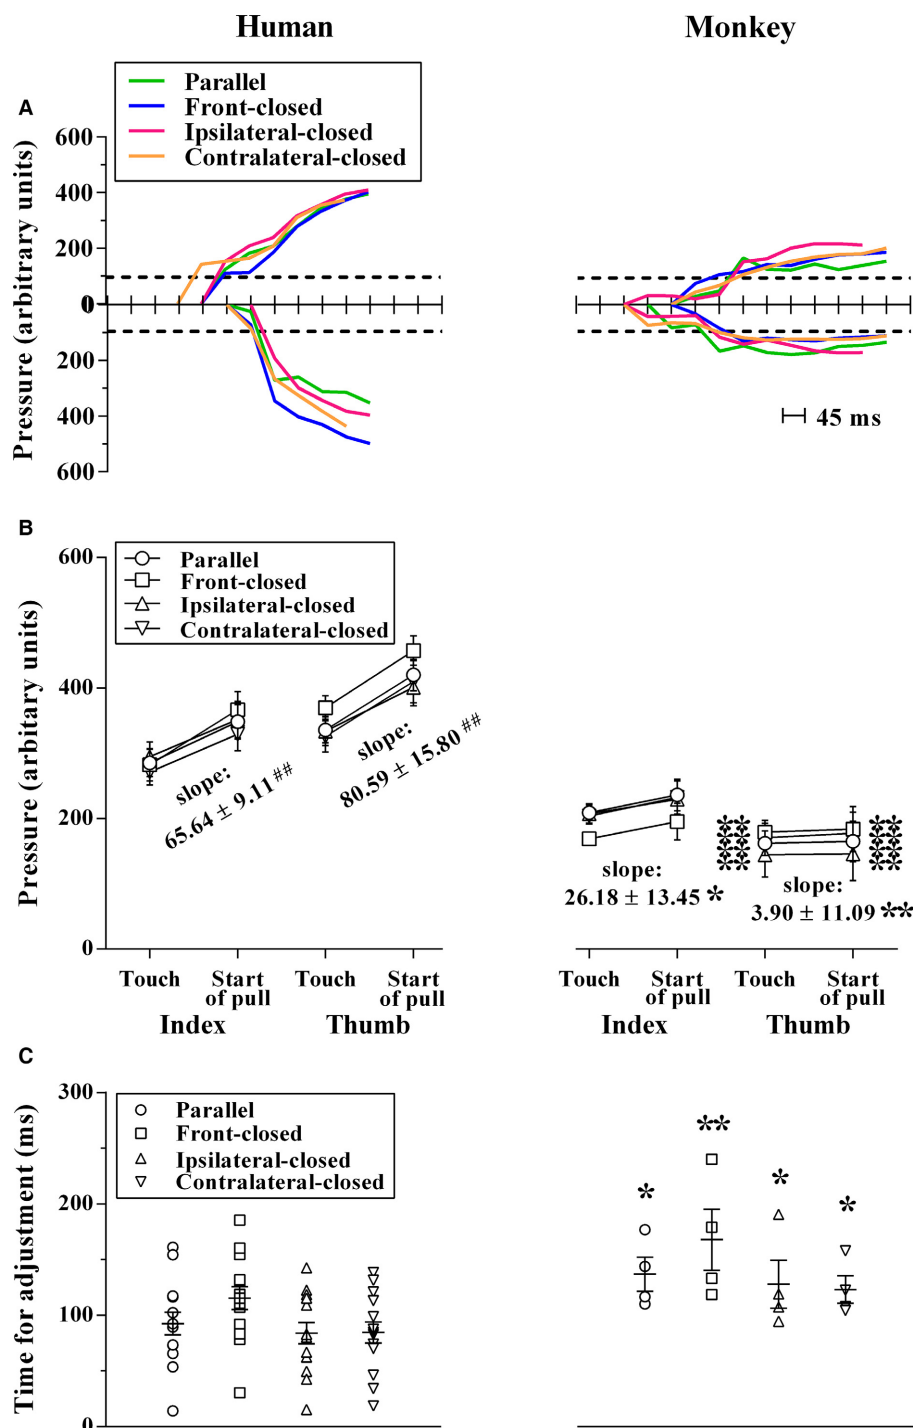 Human
Monkey
A
Parallel
Front-closed
Ipsilateral-closed
Contralateral-closed
Pressure (arbitrary units)
600
400
200
0
200
400
600
45 ms
B
Parallel
Front-closed
Ipsilateral-closed
Contralateral-closed
Pressure (arbitary units)
600
400
200
0
slope:
65.64 ± 9.11##
slope:
80.59 ± 15.80##
slope:
26.18 ± 13.45 *
** **
** **
** **
** **
slope:
3.90 ± 11.09 **
Touch Start of pull Touch Start of pull
Index Thumb
Touch Start of pull Touch Start of pull
Index Thumb
C
Parallel
Front-closed
Ipsilateral-closed
Contralateral-closed
Time for adjustment (ms)
300
200
100
0
* ** * *